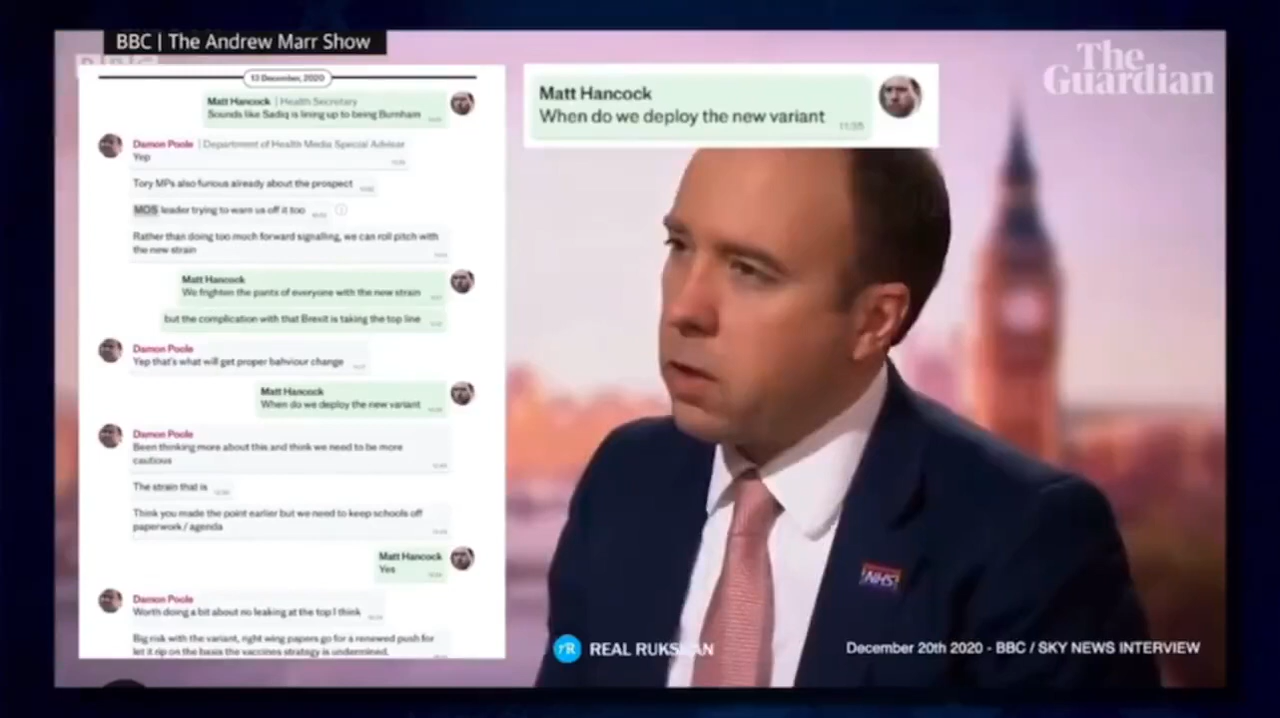 BBC | The Andrew Marr Show
The
Guardian
13 December, 2020
Matt Hancock | Health Secretary
Sounds like Sadiq is lining up to being Burnham
Damon Poole | Department of Health Media Special Adviser
Yep
Tory MPs also furious already about the prospect
MOS leader trying to warn us off it too
Rather than doing too much forward signalling, we can roll pitch with
the new strain
Matt Hancock
We frighten the pants of everyone with the new strain
but the complication with that Brexit is taking the top line
Damon Poole
Yep that's what will get proper bahviour change
Matt Hancock
When do we deploy the new variant
Damon Poole
Been thinking more about this and think we need to be more
cautious
The strain that is
Think you made the point earlier but we need to keep schools off
paperwork / agenda
Matt Hancock
Yes
Damon Poole
Worth doing a bit about no leaking at the top I think
Big risk with the variant, right wing papers go for a renewed push for
let it rip on the basis the vaccines strategy is undermined.
Matt Hancock
When do we deploy the new variant
NHS
REAL RUKSHAN
December 20th 2020 - BBC / SKY NEWS INTERVIEW